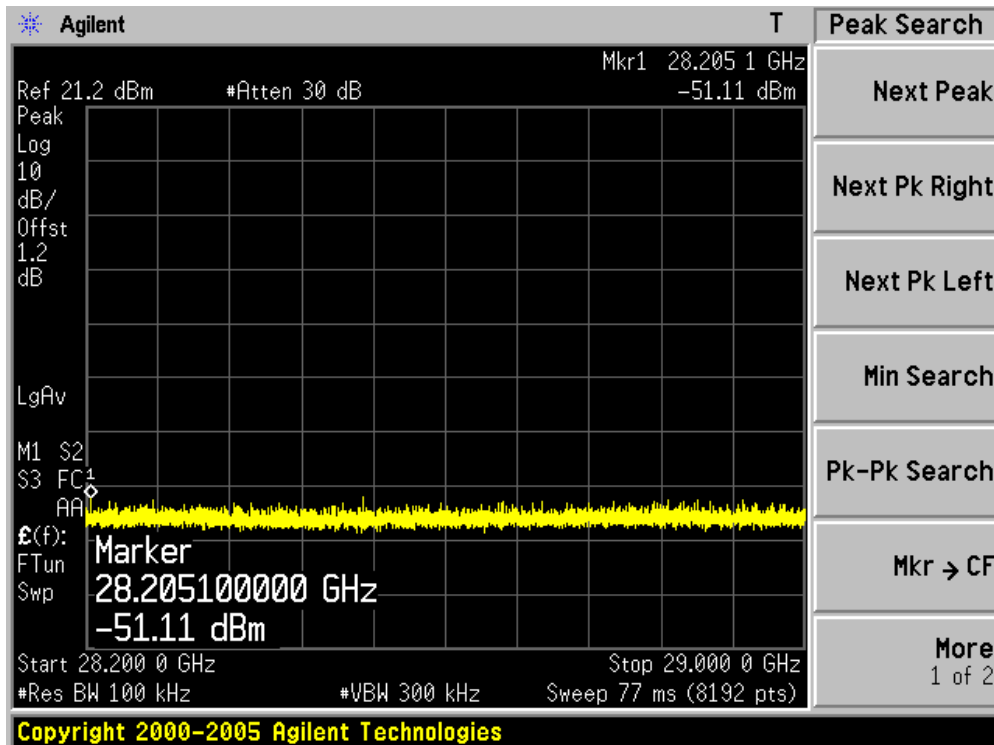 Agilent T Peak Search
Mkr1 28.205 1 GHz
Ref 21.2 dBm #Atten 30 dB -51.11 dBm
Peak
Log
10
dB/
Offst
1.2
dB
LgAv
M1 S2
S3 FC
AA
£(f):
FTun
Swp
1
Marker
28.205100000 GHz
-51.11 dBm
Start 28.200 0 GHz Stop 29.000 0 GHz
#Res BW 100 kHz #VBW 300 kHz Sweep 77 ms (8192 pts)
Copyright 2000-2005 Agilent Technologies
Next Peak
Next Pk Right
Next Pk Left
Min Search
Pk-Pk Search
Mkr → CF
More
1 of 2